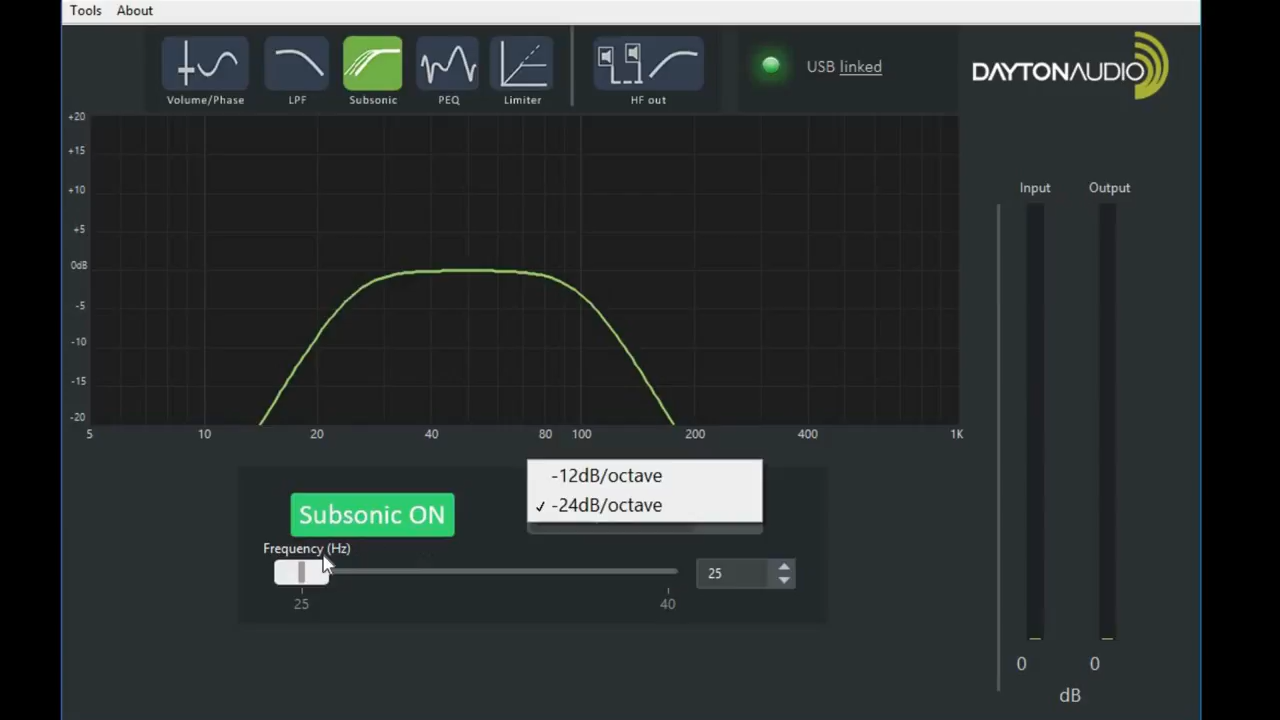 Tools About
Volume/Phase LPF Subsonic PEQ Limiter HF out
USB linked
DAYTONAUDIO
+20
+15
+10
+5
0dB
-5
-10
-15
-20
5 10 20 40 80 100 200 400 1K
Input Output
-12dB/octave
✓ -24dB/octave
Subsonic ON
Frequency (Hz)
25
25 40
0 0
dB